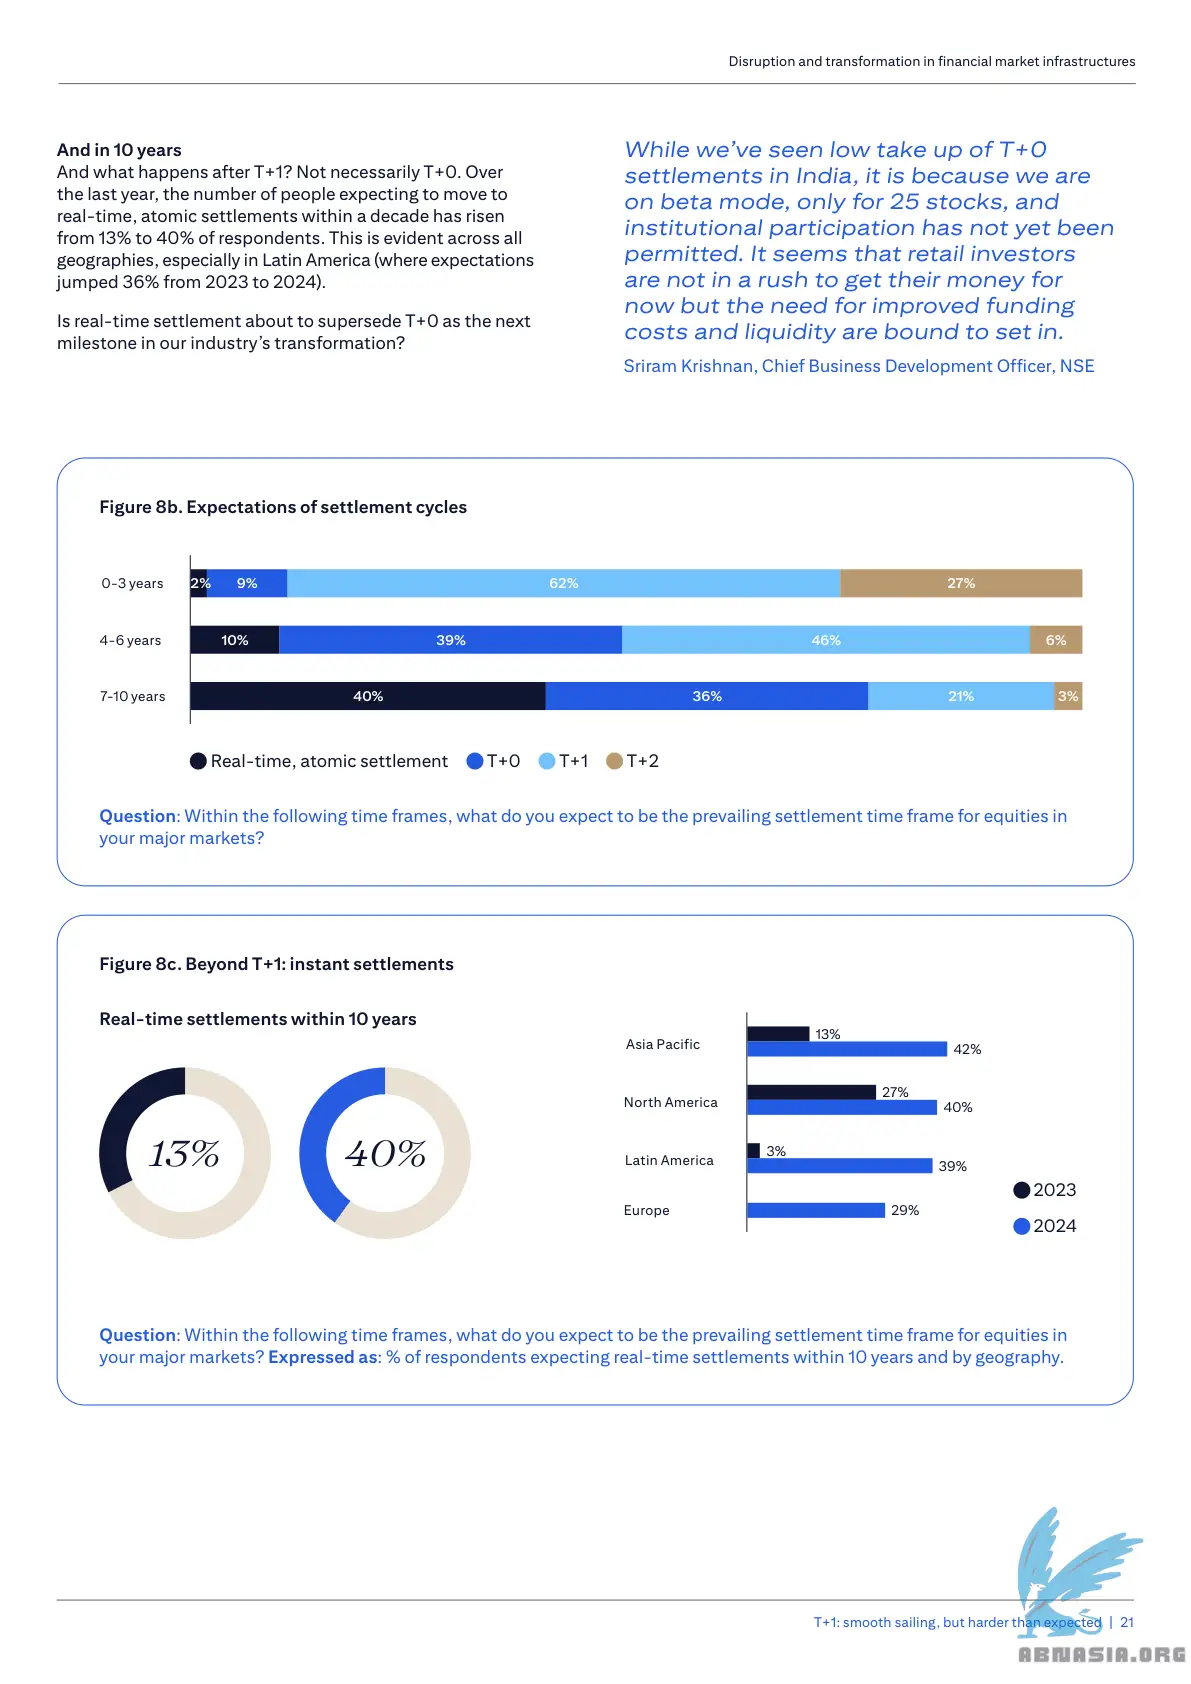 Disruption and transformation in financial market infrastructures
And in 10 years
And what happens after T+1? Not necessarily T+0. Over
the last year, the number of people expecting to move to
real-time, atomic settlements within a decade has risen
from 13% to 40% of respondents. This is evident across all
geographies, especially in Latin America (where expectations
jumped 36% from 2023 to 2024).
Is real-time settlement about to supersede T+0 as the next
milestone in our industry's transformation?
While we've seen low take up of T+0
settlements in India, it is because we are
on beta mode, only for 25 stocks, and
institutional participation has not yet been
permitted. It seems that retail investors
are not in a rush to get their money for
now but the need for improved funding
costs and liquidity are bound to set in.
Sriram Krishnan, Chief Business Development Officer, NSE
Figure 8b. Expectations of settlement cycles
0-3 years 2% 9% 62% 27%
4-6 years 10% 39% 46% 6%
7-10 years 40% 36% 21% 3%
Real-time, atomic settlement T+0 T+1 T+2
Question: Within the following time frames, what do you expect to be the prevailing settlement time frame for equities in
your major markets?
Figure 8c. Beyond T+1: instant settlements
Real-time settlements within 10 years
13% 40%
Asia Pacific 13%
42%
North America 27%
40%
Latin America 3%
39%
Europe 29%
2023
2024
Question: Within the following time frames, what do you expect to be the prevailing settlement time frame for equities in
your major markets? Expressed as: % of respondents expecting real-time settlements within 10 years and by geography.
T+1: smooth sailing, but harder than expected | 21
ABNASIA.ORG